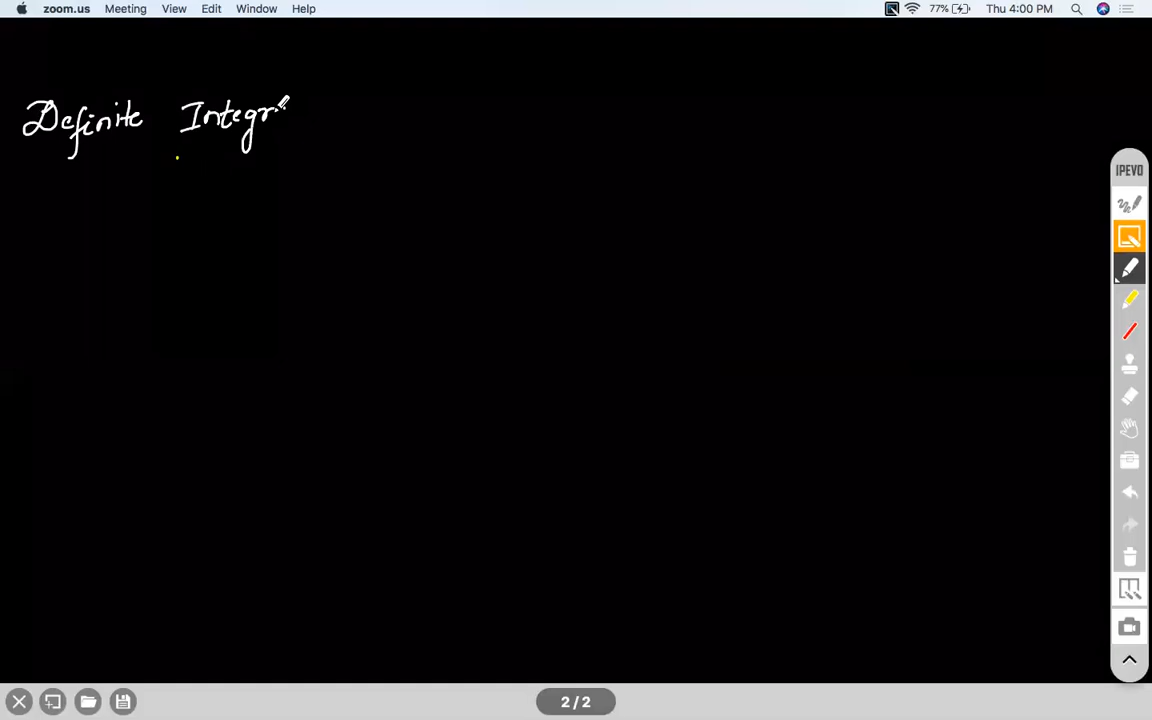 zoom.us Meeting View Edit Window Help 77% Thu 4:00 PM
Definite Integr
IPEVO
2 / 2